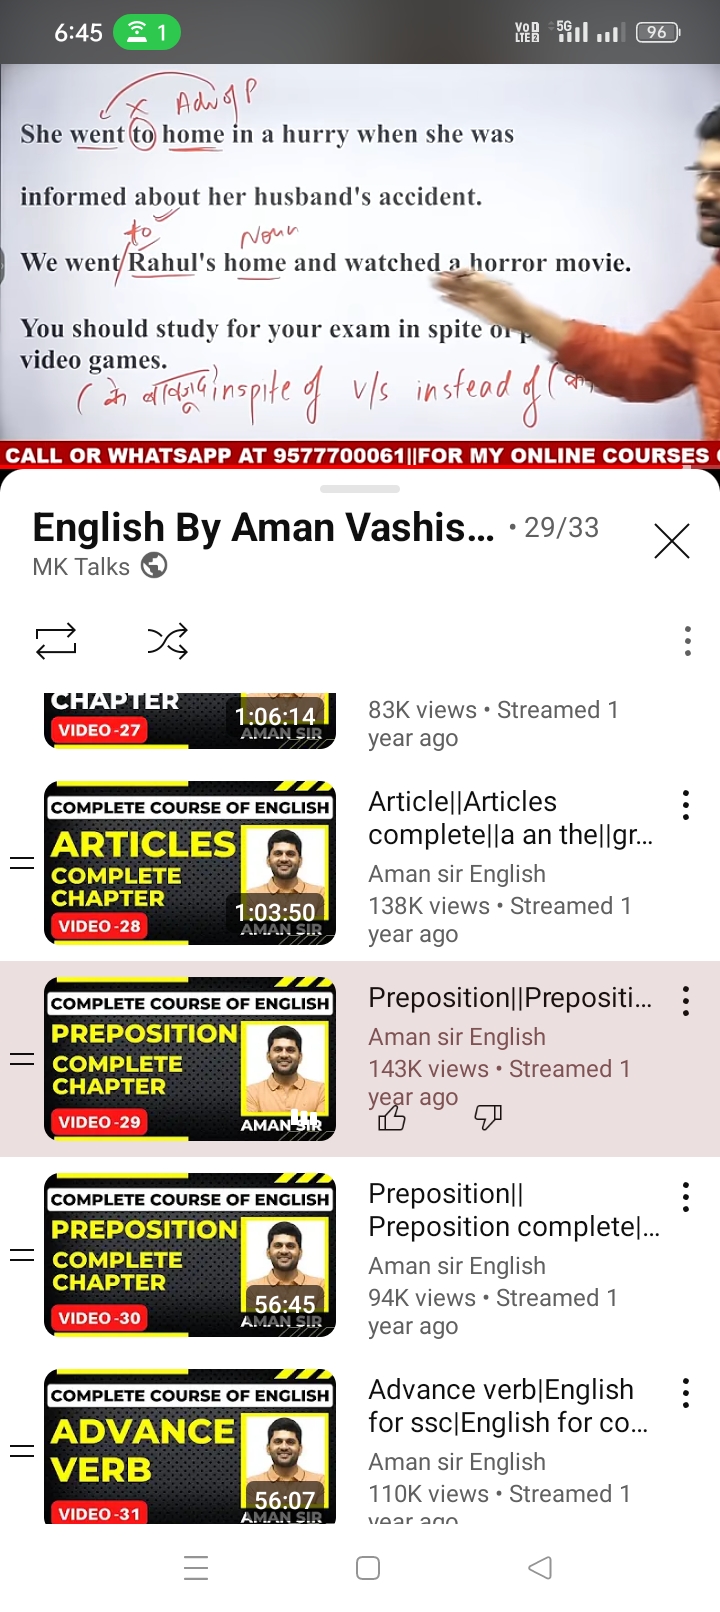 6:45
1
Vo LTE2
5G
96
x Adv of P
She went to home in a hurry when she was
informed about her husband's accident.
to Noun
We went Rahul's home and watched a horror movie.
You should study for your exam in spite of p
video games.
inspite of v/s instead of
CALL OR WHATSAPP AT 9577700061||FOR MY ONLINE COURSES
English By Aman Vashis... • 29/33
MK Talks
CHAPTER
VIDEO-27
1:06:14
AMAN SIR
83K views • Streamed 1
year ago
COMPLETE COURSE OF ENGLISH
ARTICLES
COMPLETE
CHAPTER
VIDEO-28
1:03:50
AMAN SIR
Article||Articles
complete||a an the||gr...
Aman sir English
138K views • Streamed 1
year ago
COMPLETE COURSE OF ENGLISH
PREPOSITION
COMPLETE
CHAPTER
VIDEO-29
AMAN SIR
Preposition||Prepositi...
Aman sir English
143K views • Streamed 1
year ago
COMPLETE COURSE OF ENGLISH
PREPOSITION
COMPLETE
CHAPTER
VIDEO-30
56:45
AMAN SIR
Preposition||
Preposition complete|...
Aman sir English
94K views • Streamed 1
year ago
COMPLETE COURSE OF ENGLISH
ADVANCE
VERB
VIDEO-31
56:07
AMAN SIR
Advance verb|English
for ssc|English for co...
Aman sir English
110K views • Streamed 1
year ago